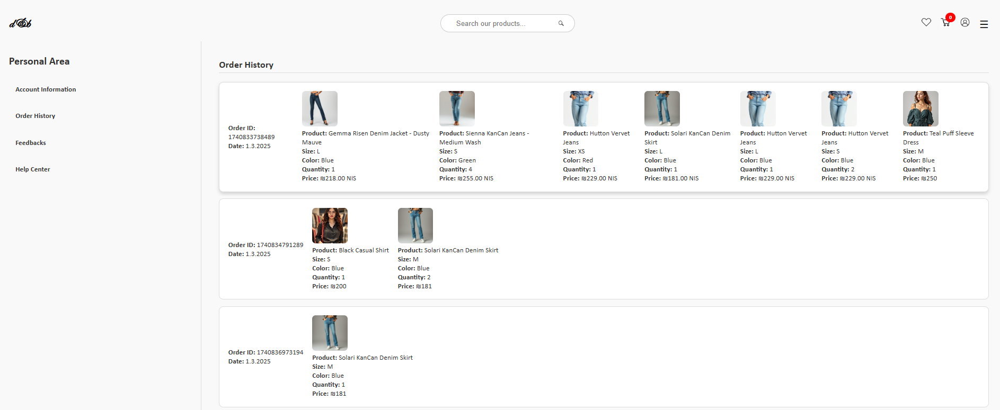 d&b
Search our products...
0
Personal Area
Account Information
Order History
Feedbacks
Help Center
Order History
Order ID:
1740833738489
Date: 1.3.2025
Product: Gemma Risen Denim Jacket - Dusty
Mauve
Size: L
Color: Blue
Quantity: 1
Price: ₪218.00 NIS
Product: Sienna KanCan Jeans -
Medium Wash
Size: S
Color: Green
Quantity: 4
Price: ₪255.00 NIS
Product: Hutton Vervet
Jeans
Size: XS
Color: Red
Quantity: 1
Price: ₪229.00 NIS
Product: Solari KanCan Denim
Skirt
Size: L
Color: Blue
Quantity: 1
Price: ₪181.00 NIS
Product: Hutton Vervet
Jeans
Size: L
Color: Blue
Quantity: 1
Price: ₪229.00 NIS
Product: Hutton Vervet
Jeans
Size: S
Color: Blue
Quantity: 2
Price: ₪229.00 NIS
Product: Teal Puff Sleeve
Dress
Size: M
Color: Blue
Quantity: 1
Price: ₪250
Order ID: 1740834791289
Date: 1.3.2025
Product: Black Casual Shirt
Size: S
Color: Blue
Quantity: 1
Price: ₪200
Product: Solari KanCan Denim Skirt
Size: M
Color: Blue
Quantity: 2
Price: ₪181
Order ID: 1740836973194
Date: 1.3.2025
Product: Solari KanCan Denim Skirt
Size: M
Color: Blue
Quantity: 1
Price: ₪181